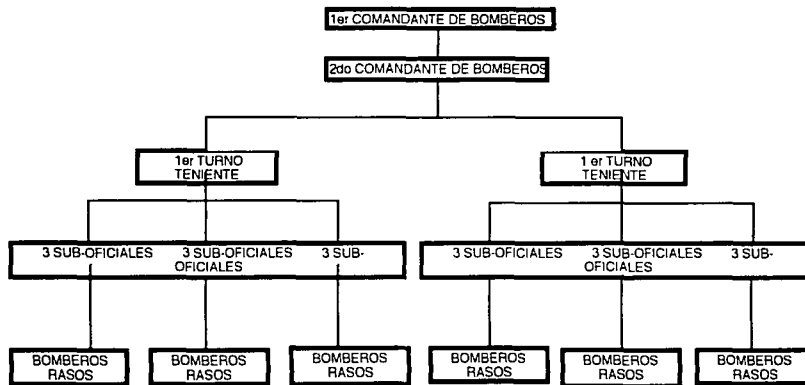 1er COMANDANTE DE BOMBEROS
2do COMANDANTE DE BOMBEROS
1er TURNO
TENIENTE
1 er TURNO
TENIENTE
3 SUB-OFICIALES 3 SUB-OFICIALES 3 SUB-
OFICIALES
3 SUB-OFICIALES 3 SUB-OFICIALES 3 SUB-
OFICIALES
BOMBEROS
RASOS
BOMBEROS
RASOS
BOMBEROS
RASOS
BOMBEROS
RASOS
BOMBEROS
RASOS
BOMBEROS
RASOS